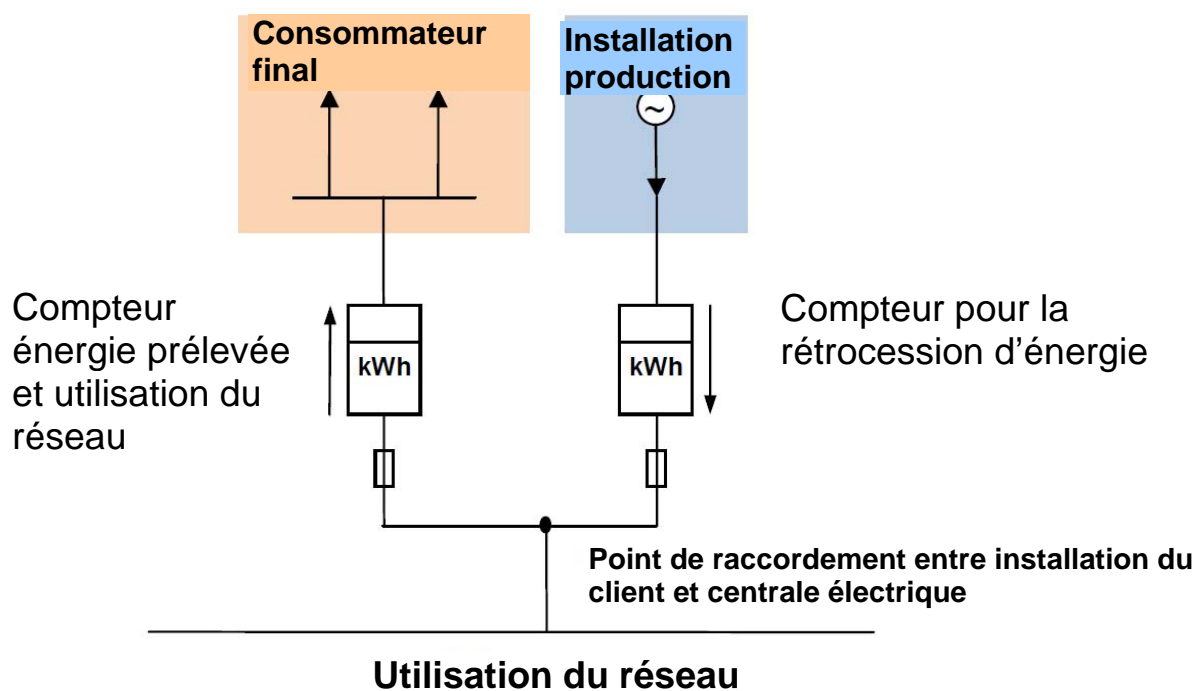 Consommateur
final
Installation
production
~
Compteur
énergie prélevée
et utilisation du
réseau
kWh
kWh
Compteur pour la
rétrocession d'énergie
Point de raccordement entre installation du
client et centrale électrique
Utilisation du réseau